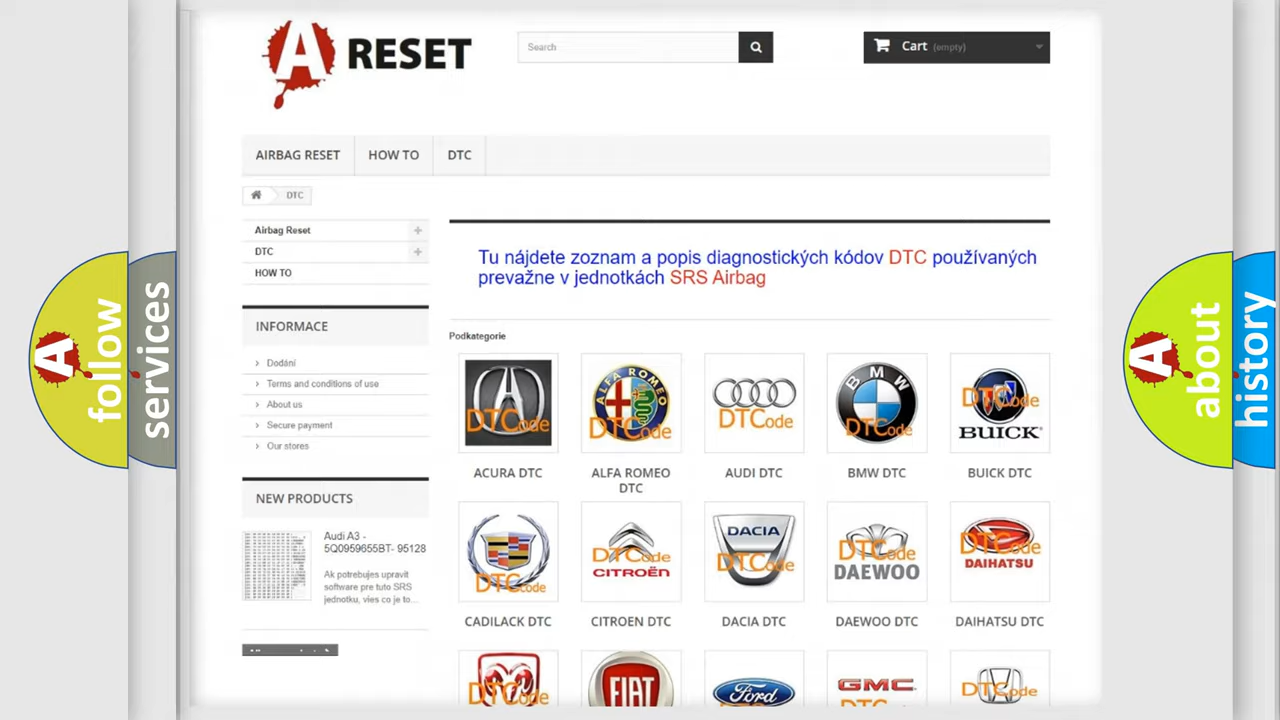 A RESET
Search
Cart (empty)
AIRBAG RESET
HOW TO
DTC
DTC
Airbag Reset
DTC
HOW TO
INFORMACE
Dodání
Terms and conditions of use
About us
Secure payment
Our stores
NEW PRODUCTS
Audi A3 -
5Q0959655BT- 95128
Ak potrebujes upravit
software pre tuto SRS
jednotku, vies co je to...
Tu nájdete zoznam a popis diagnostických kódov DTC používaných
prevažne v jednotkách SRS Airbag
Podkategorie
DTCode
ALFA ROMEO
DTCode
DTCode
BMW
DTCode
DTCode
BUICK
ACURA DTC
ALFA ROMEO
DTC
AUDI DTC
BMW DTC
BUICK DTC
DTCode
DTCode
CITROËN
DACIA
DTCode
DTCode
DAEWOO
DTCode
DAIHATSU
CADILACK DTC
CITROEN DTC
DACIA DTC
DAEWOO DTC
DAIHATSU DTC
DTCode
FIAT
Ford
GMC
DTCode
A follow
services
A about
history